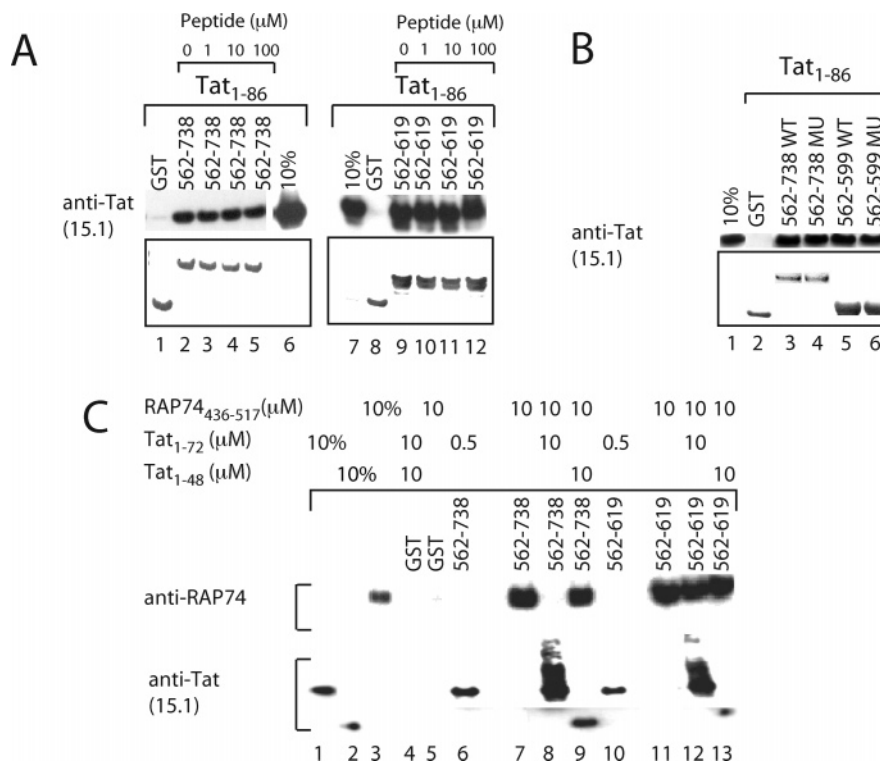 A
Peptide (μM)
0 1 10 100
Tat1-86
GST
562-738
562-738
562-738
562-738
10%
anti-Tat
(15.1)
1 2 3 4 5 6
Peptide (μM)
0 1 10 100
Tat1-86
10%
GST
562-619
562-619
562-619
562-619
7 8 9 10 11 12
B
Tat1-86
10%
GST
562-738 WT
562-738 MU
562-599 WT
562-599 MU
anti-Tat
(15.1)
1 2 3 4 5 6
C
RAP74436-517(μM) 10% 10 10 10 10 10 10 10
Tat1-72 (μM) 10% 10 0.5 10 0.5 10
Tat1-48 (μM) 10% 10 10 10
GST
GST
562-738
562-738
562-738
562-738
562-619
562-619
562-619
562-619
anti-RAP74
anti-Tat
(15.1)
1 2 3 4 5 6 7 8 9 10 11 12 13